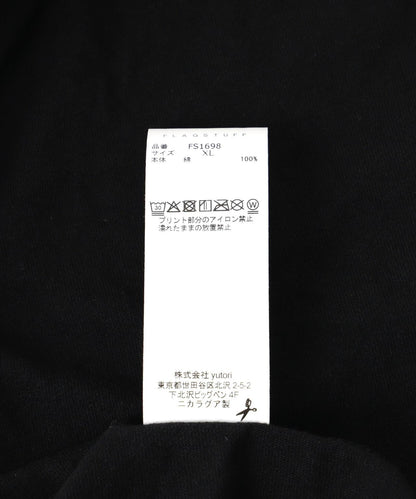 FLAGSTUFF
品番 FS1698
サイズ XL
本体 綿 100%
30 W
プリント部分のアイロン禁止
濡れたままの放置禁止
株式会社 yutori
東京都世田谷区北沢 2-5-2
下北沢ビッグベン 4F
ニカラグア製